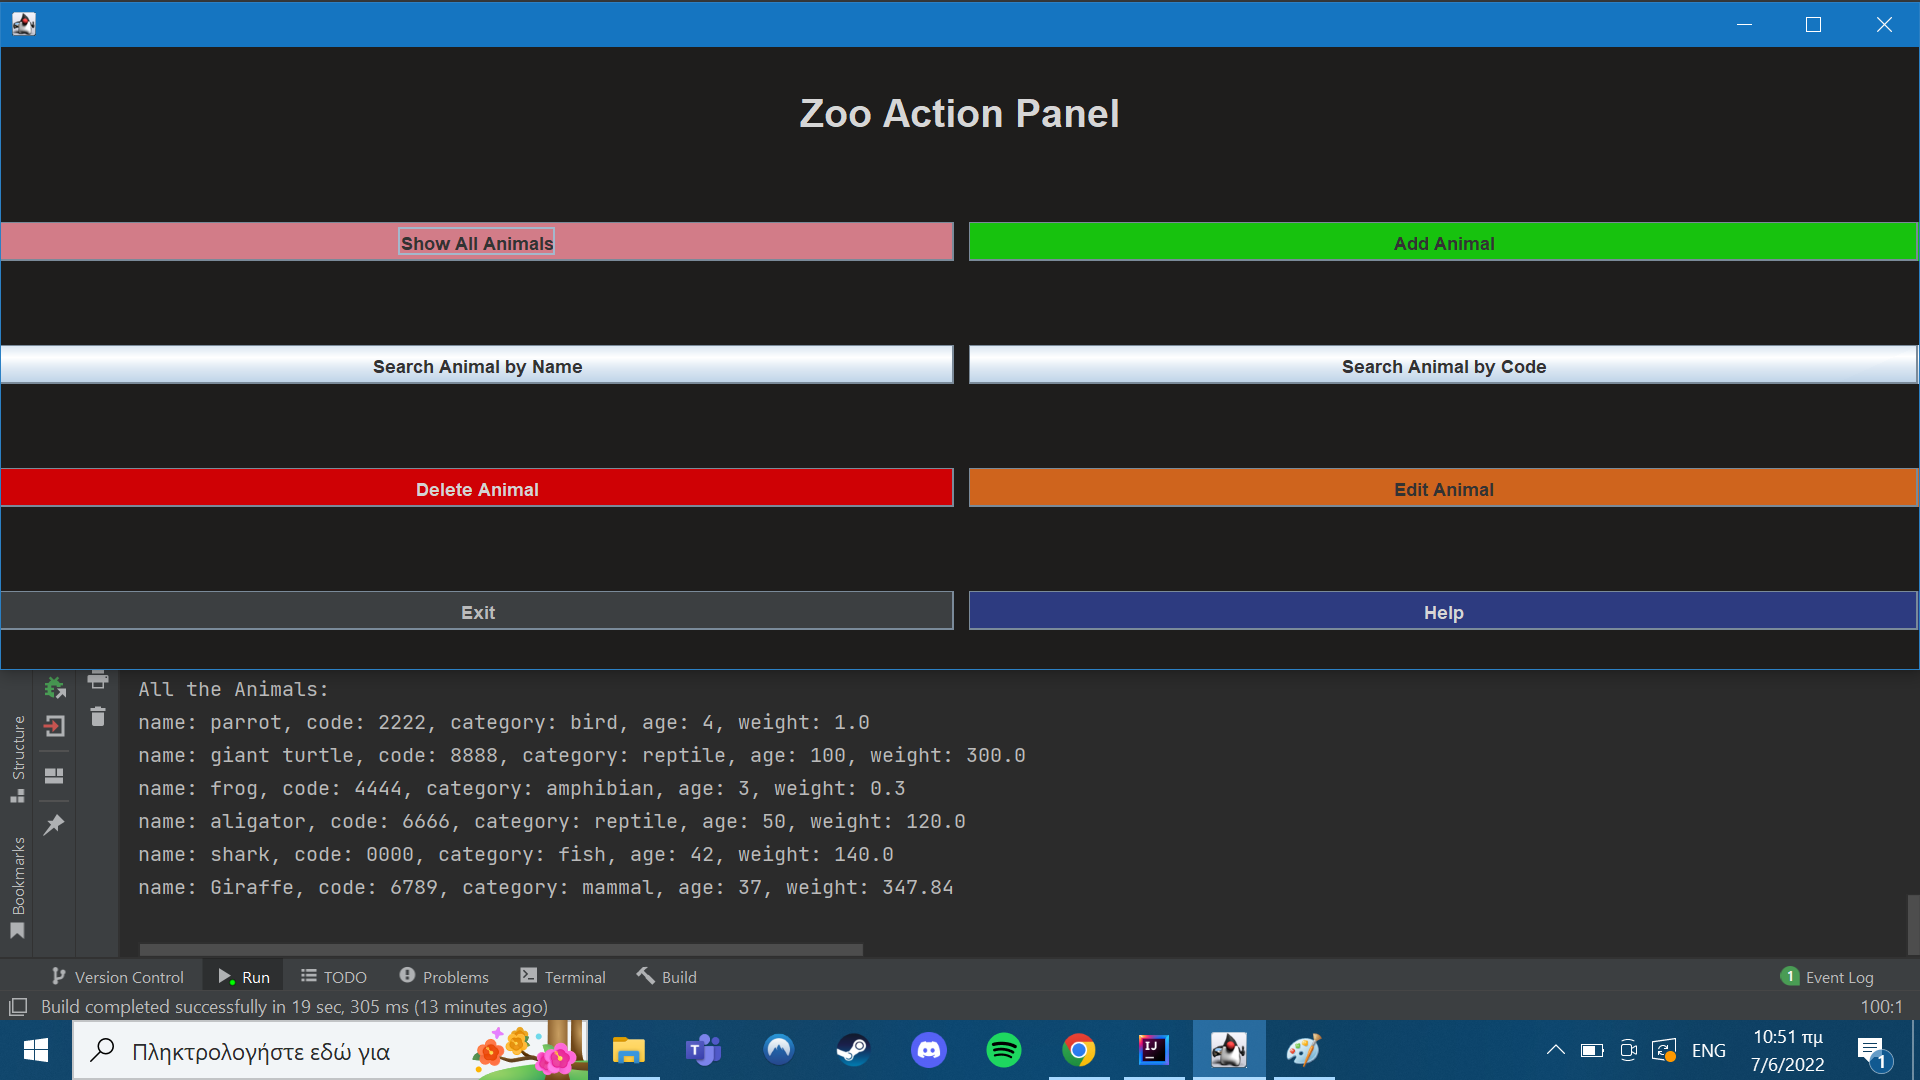 Zoo Action Panel
Show All Animals
Add Animal
Search Animal by Name
Search Animal by Code
Delete Animal
Edit Animal
Exit
Help
All the Animals:
name: parrot, code: 2222, category: bird, age: 4, weight: 1.0
name: giant turtle, code: 8888, category: reptile, age: 100, weight: 300.0
name: frog, code: 4444, category: amphibian, age: 3, weight: 0.3
name: aligator, code: 6666, category: reptile, age: 50, weight: 120.0
name: shark, code: 0000, category: fish, age: 42, weight: 140.0
name: Giraffe, code: 6789, category: mammal, age: 37, weight: 347.84
Structure
Bookmarks
Version Control Run TODO Problems Terminal Build 1 Event Log
Build completed successfully in 19 sec, 305 ms (13 minutes ago) 100:1
Πληκτρολογήστε εδώ για
T
IJ
ENG
10:51 πμ
7/6/2022
1